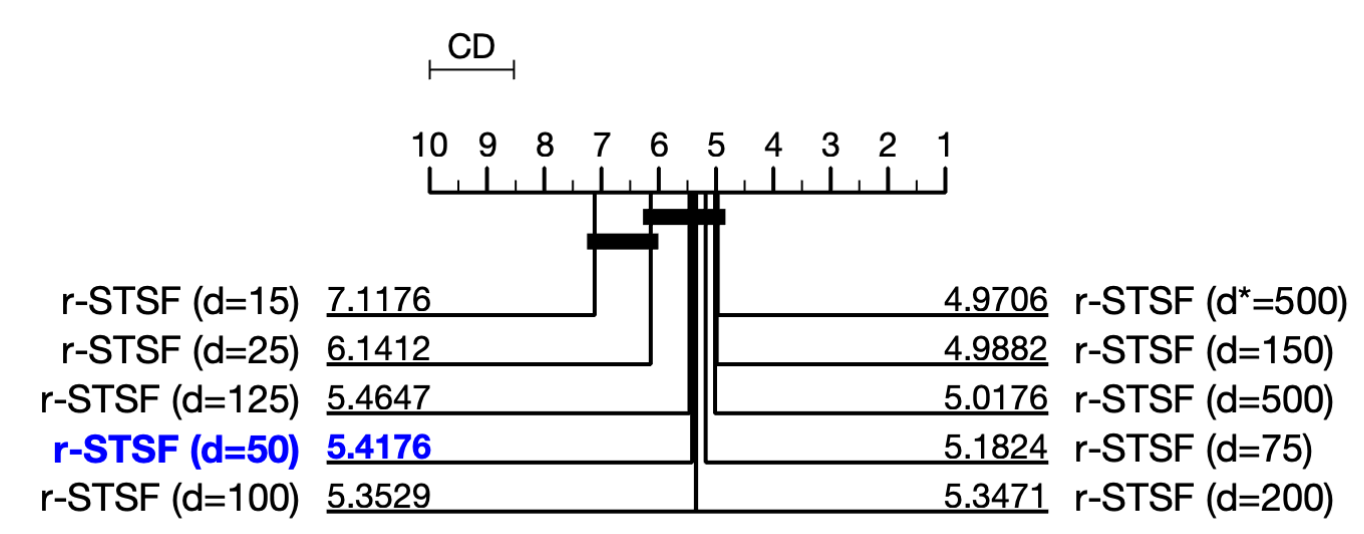 CD
10 9 8 7 6 5 4 3 2 1
r-STSF (d=15) 7.1176 4.9706 r-STSF (d*=500)
r-STSF (d=25) 6.1412 4.9882 r-STSF (d=150)
r-STSF (d=125) 5.4647 5.0176 r-STSF (d=500)
r-STSF (d=50) 5.4176 5.1824 r-STSF (d=75)
r-STSF (d=100) 5.3529 5.3471 r-STSF (d=200)